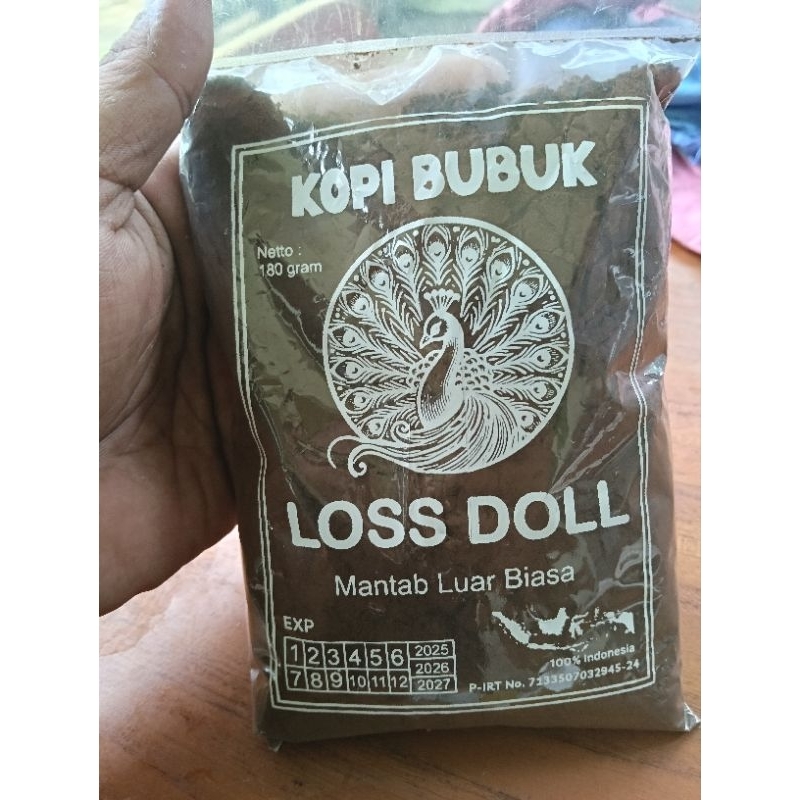 KOPI BUBUK
Netto :
180 gram
LOSS DOLL
Mantab Luar Biasa
EXP
1 2 3 4 5 6 2025
7 8 9 10 11 12 2026
2027
100% Indonesia
P-IRT No. 7133507032945-24